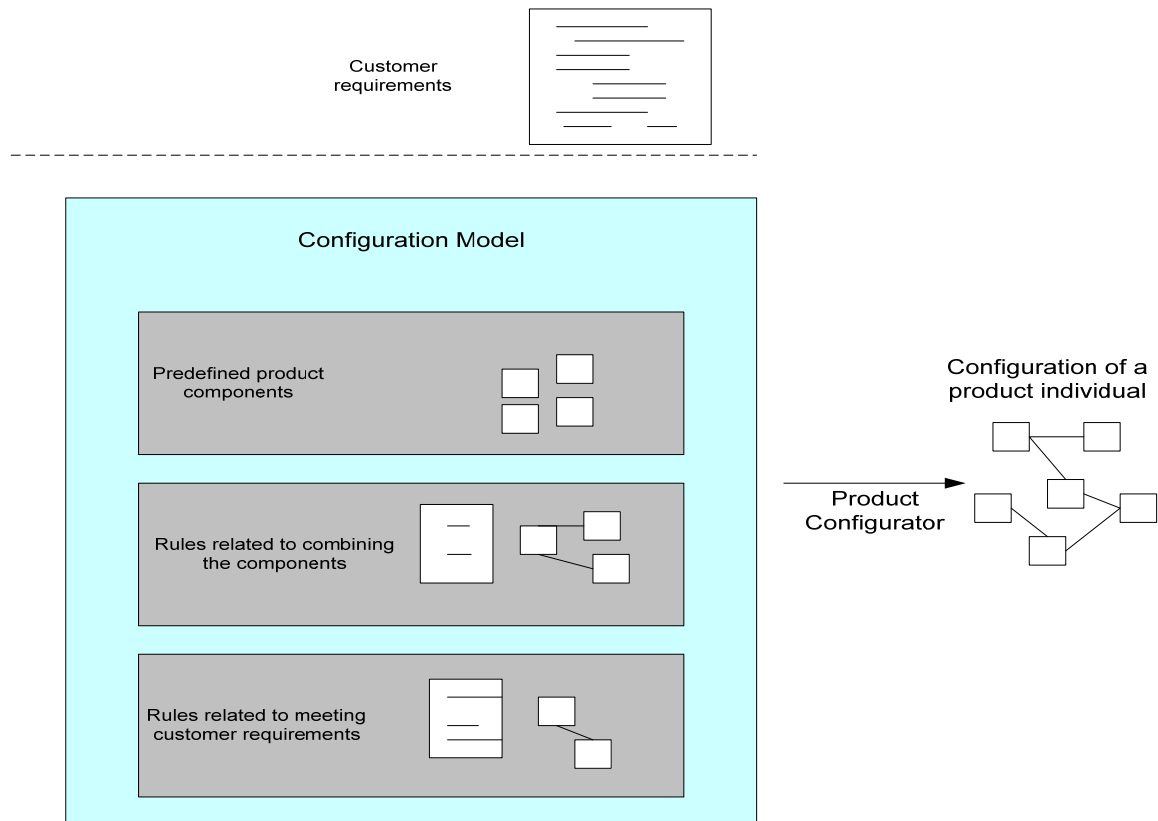 Customer
requirements
Configuration Model
Predefined product
components
Rules related to combining
the components
Rules related to meeting
customer requirements
Product
Configurator
Configuration of a
product individual